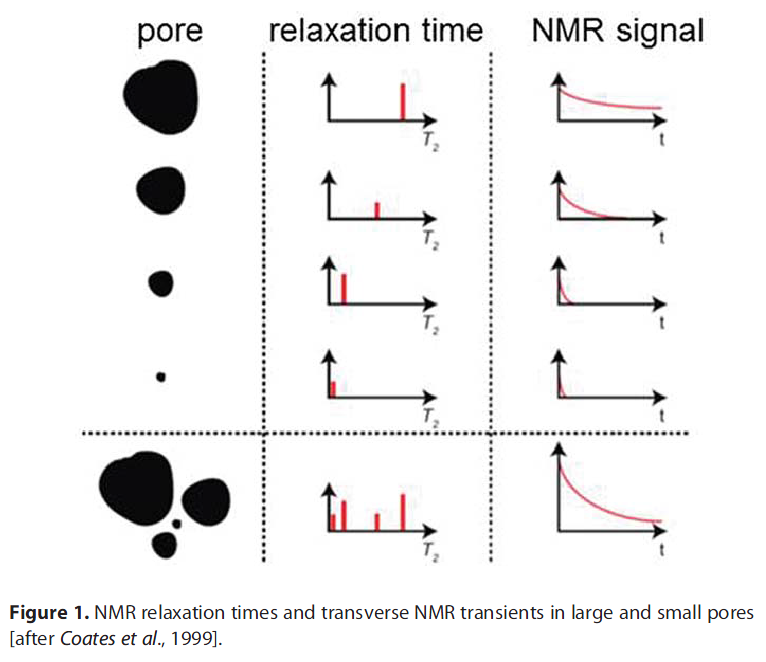 pore relaxation time NMR signal
T2 t
T2 t
T2 t
T2 t
T2 t
Figure 1. NMR relaxation times and transverse NMR transients in large and small pores
[after Coates et al., 1999].